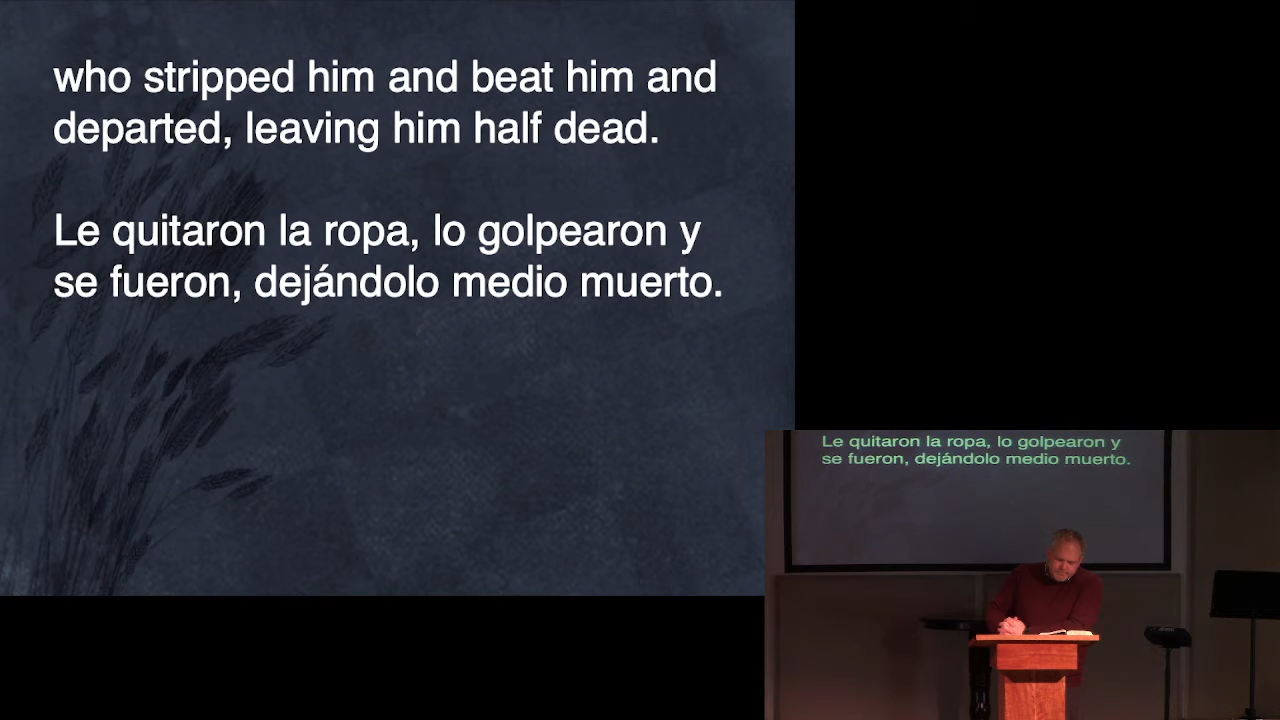 who stripped him and beat him and
departed, leaving him half dead.
Le quitaron la ropa, lo golpearon y
se fueron, dejándolo medio muerto.
Le quitaron la ropa, lo golpearon y
se fueron, dejándolo medio muerto.